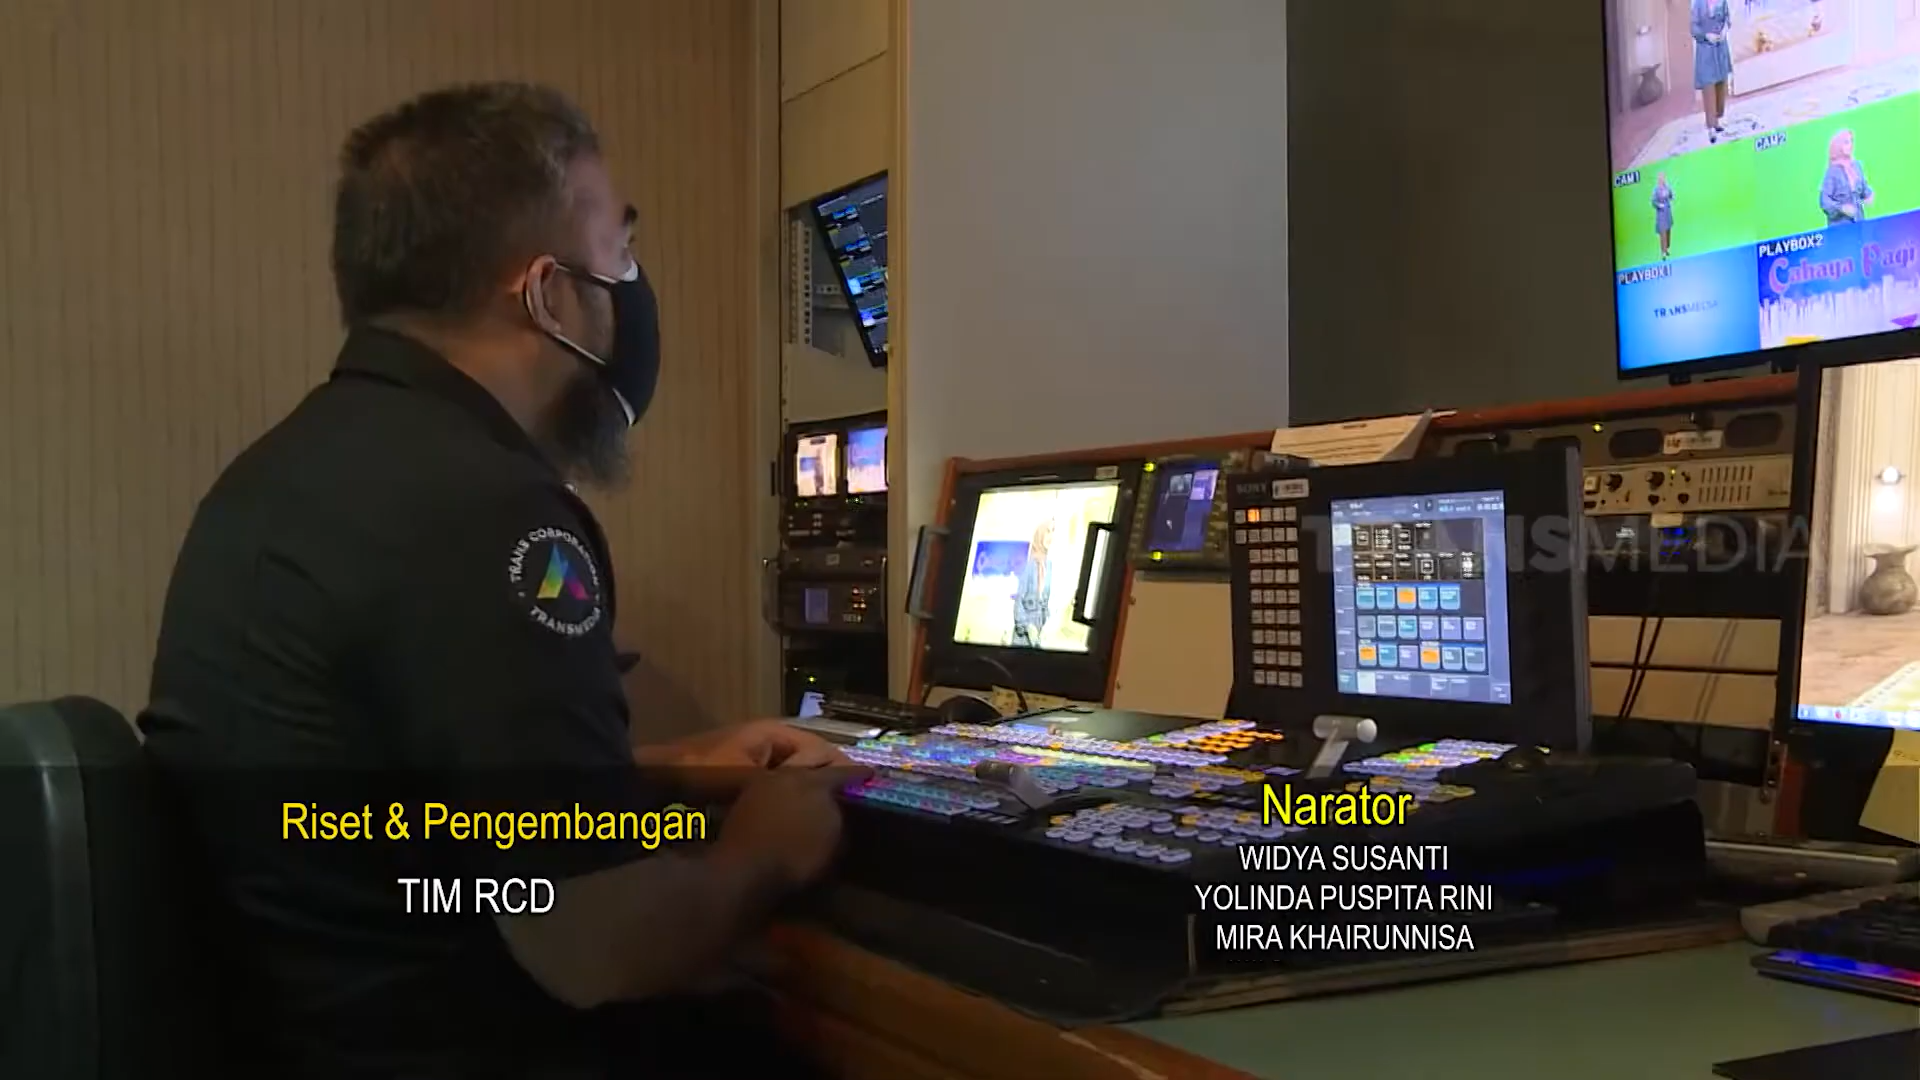 CAM2
CAM1
PLAYBOX2
PLAYBOX1
Cahaya Pagi
TRANSMEDIA
SONY
TRANSMEDIA
TRANS CORPORATION
TRANSMEDIA
Riset & Pengembangan
TIM RCD
Narator
WIDYA SUSANTI
YOLINDA PUSPITA RINI
MIRA KHAIRUNNISA